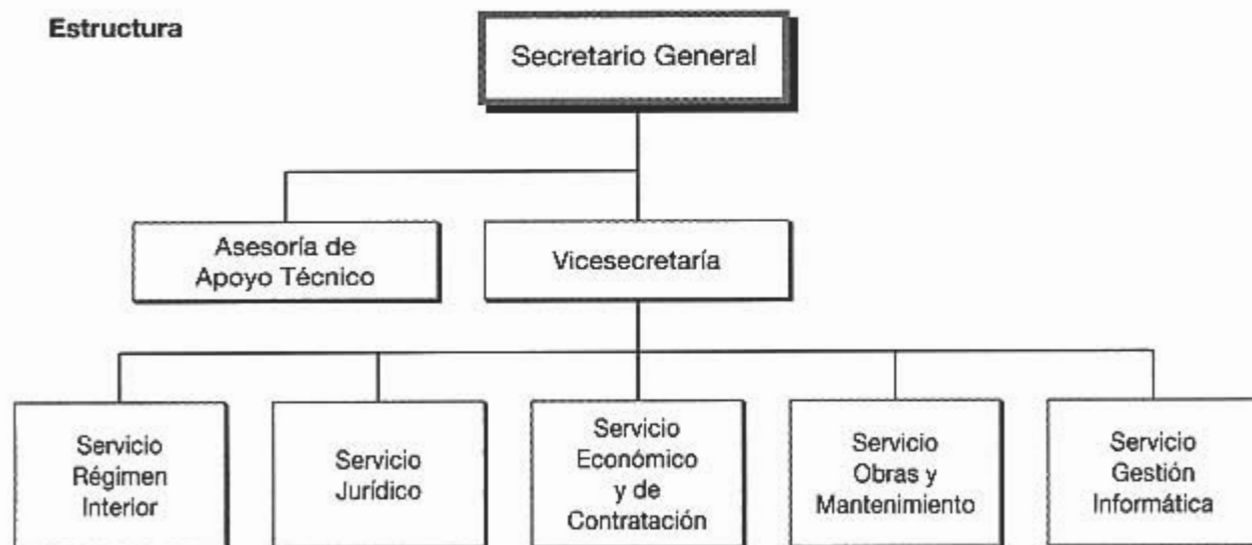 Estructura
Secretario General
Asesoría de
Apoyo Técnico
Vicesecretaría
Servicio
Régimen
Interior
Servicio
Jurídico
Servicio
Económico
y de
Contratación
Servicio
Obras y
Mantenimiento
Servicio
Gestión
Informática